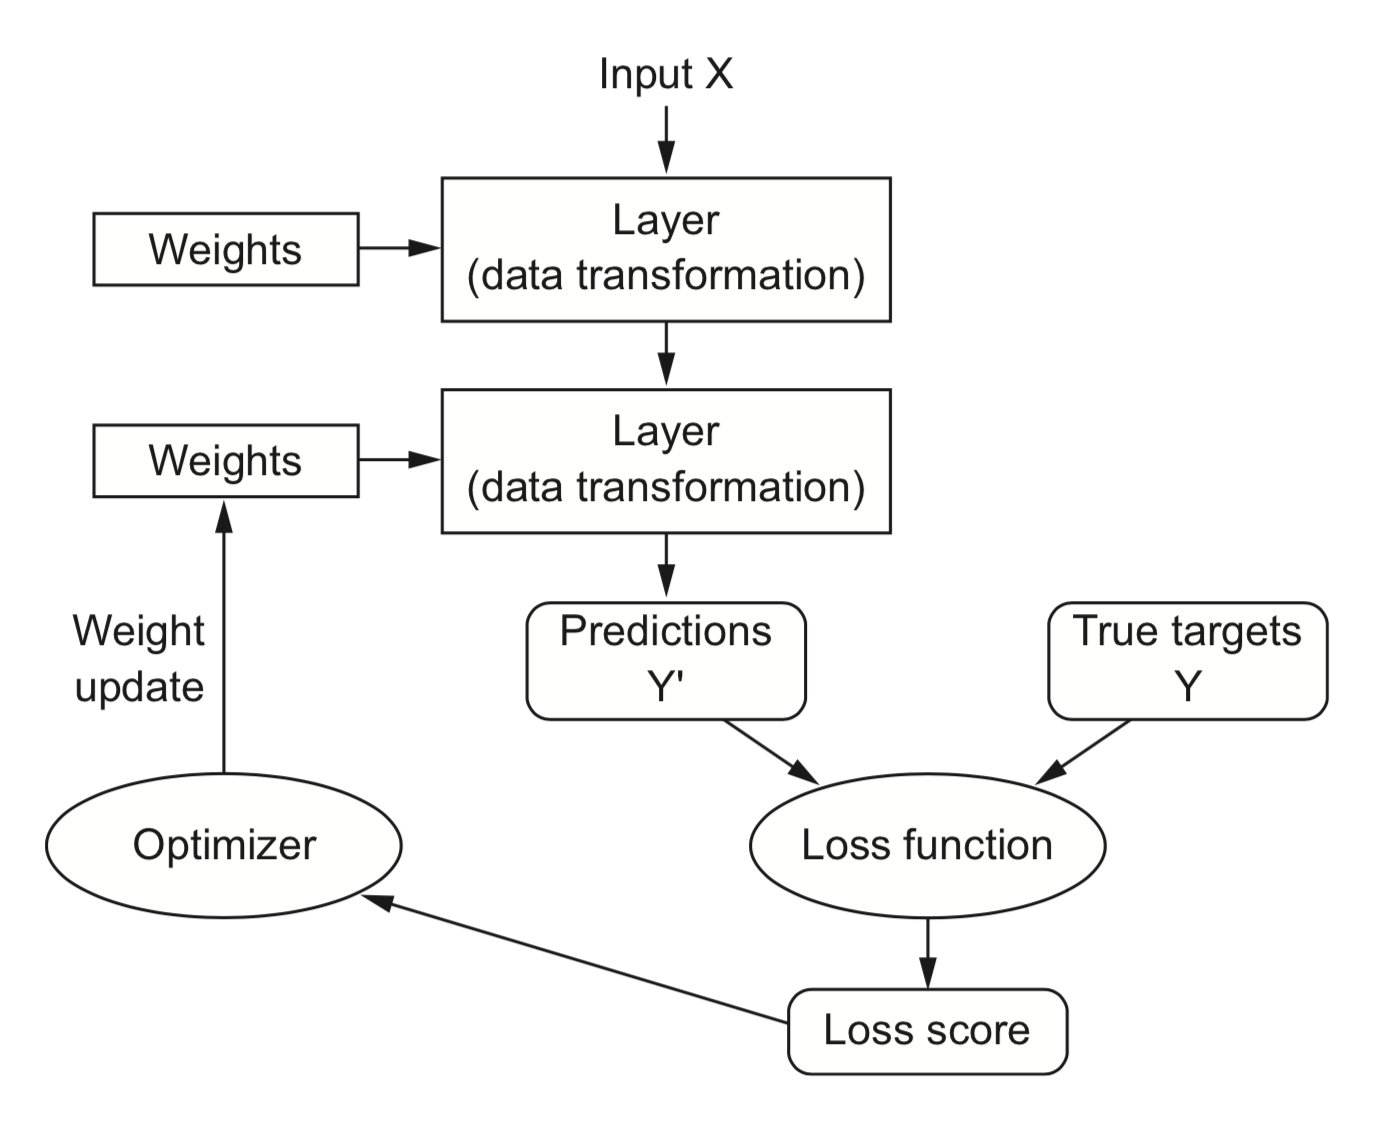 Input X
Layer
(data transformation)
Weights
Layer
(data transformation)
Weights
Predictions
Y'
True targets
Y
Weight
update
Optimizer
Loss function
Loss score